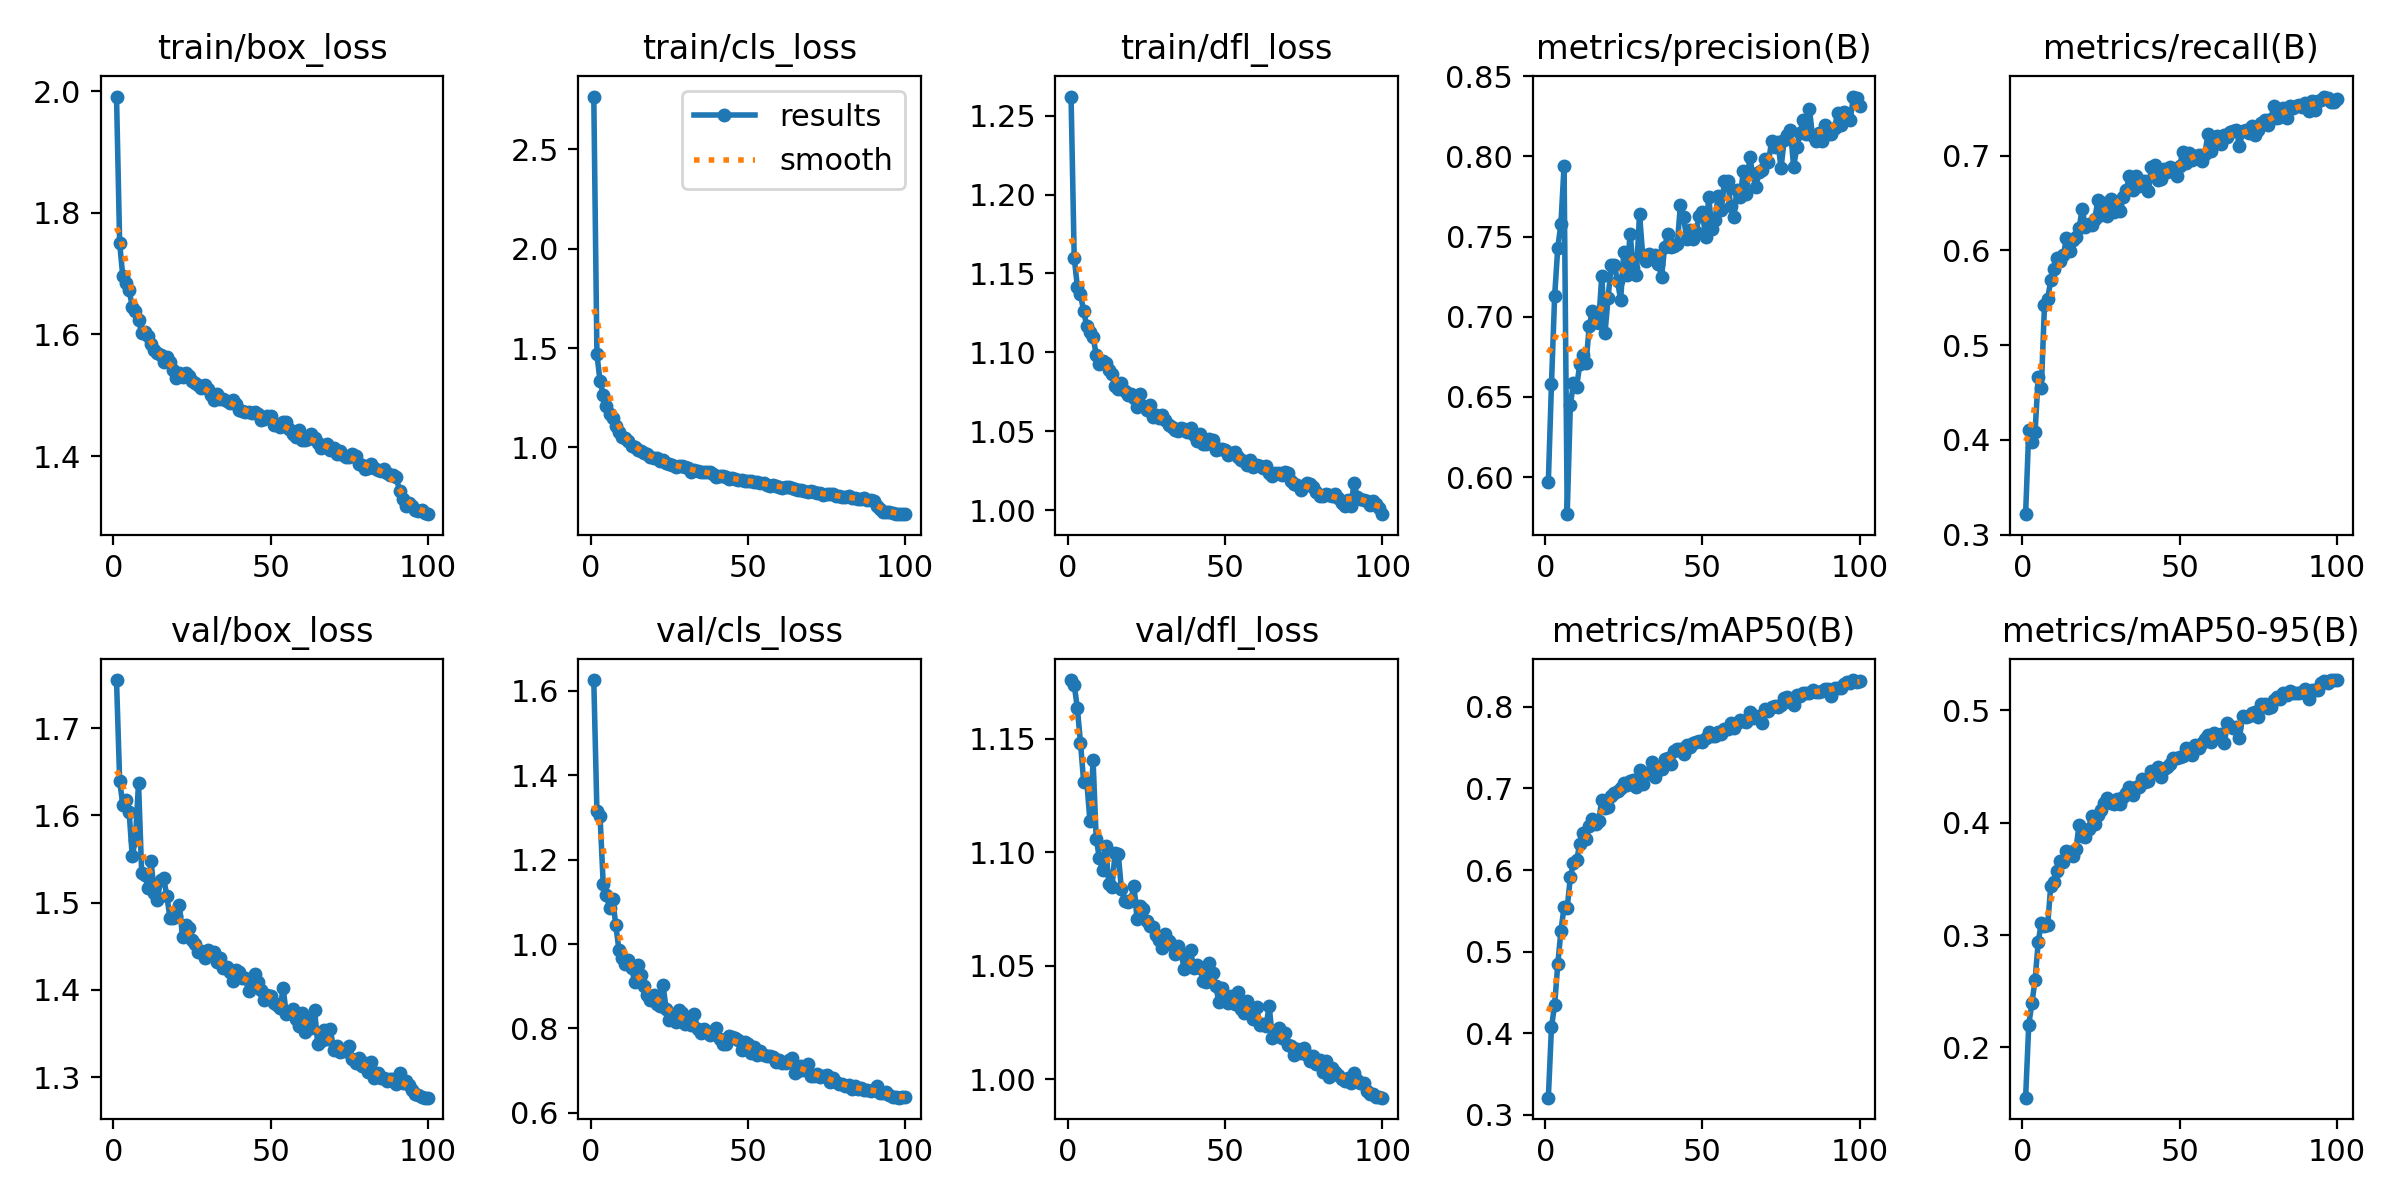 train/box_loss
2.0
1.8
1.6
1.4
0 50 100
train/cls_loss
results
smooth
2.5
2.0
1.5
1.0
0 50 100
train/dfl_loss
1.25
1.20
1.15
1.10
1.05
1.00
0 50 100
metrics/precision(B)
0.85
0.80
0.75
0.70
0.65
0.60
0 50 100
metrics/recall(B)
0.7
0.6
0.5
0.4
0.3
0 50 100
val/box_loss
1.7
1.6
1.5
1.4
1.3
0 50 100
val/cls_loss
1.6
1.4
1.2
1.0
0.8
0.6
0 50 100
val/dfl_loss
1.15
1.10
1.05
1.00
0 50 100
metrics/mAP50(B)
0.8
0.7
0.6
0.5
0.4
0.3
0 50 100
metrics/mAP50-95(B)
0.5
0.4
0.3
0.2
0 50 100